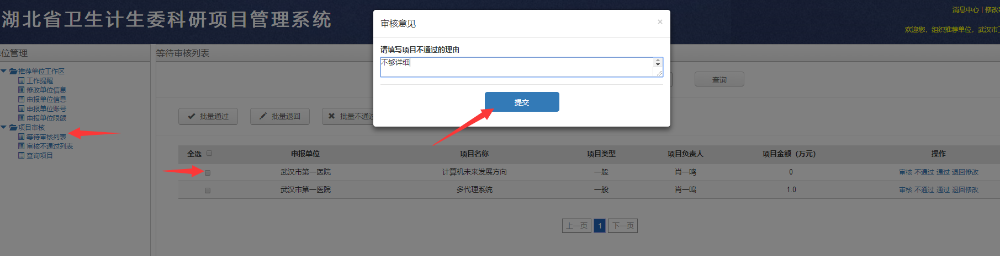 湖北省卫生计生委科研项目管理系统
消息中心 | 修改
欢迎您，组织推荐单位，武汉市
位管理
推荐单位工作区
工作提醒
修改单位信息
申报单位信息
申报单位账号
申报单位限额
项目审核
等待审核列表
审核不通过列表
查询项目
等待审核列表
查询
批量通过 批量退回 批量不通过
审核意见 ×
请填写项目不通过的理由
不够详细
提交
全选 申报单位 项目名称 项目类型 项目负责人 项目金额（万元） 操作
武汉市第一医院 计算机未来发展方向 一般 肖一鸣 0 审核 不通过 通过 退回修改
武汉市第一医院 多代理系统 一般 肖一鸣 1.0 审核 不通过 通过 退回修改
上一页 1 下一页